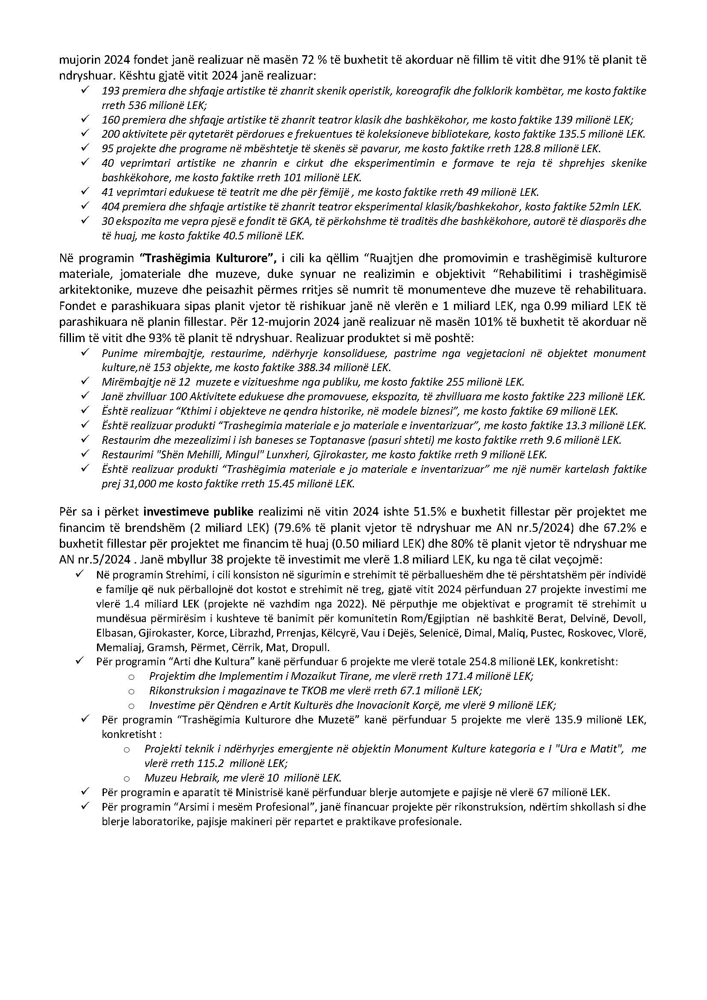 mujorin 2024 fondet janë realizuar në masën 72 % të buxhetit të akorduar në fillim të vitit dhe 91% të planit të
ndryshuar. Kështu gjatë vitit 2024 janë realizuar:
✓ 193 premiera dhe shfaqje artistike të zhanrit skenik operistik, koreografik dhe folklorik kombëtar, me kosto faktike
rreth 536 milionë LEK;
✓ 160 premiera dhe shfaqje artistike të zhanrit teatror klasik dhe bashkëkohor, me kosto faktike 139 milionë LEK;
✓ 200 aktivitete për qytetarët përdorues e frekuentues të koleksioneve bibliotekare, kosto faktike 135.5 milionë LEK.
✓ 95 projekte dhe programe në mbështetje të skenës së pavarur, me kosto faktike rreth 128.8 milionë LEK.
✓ 40 veprimtari artistike ne zhanrin e cirkut dhe eksperimentimin e formave te reja të shprehjes skenike
bashkëkohore, me kosto faktike rreth 101 milionë LEK.
✓ 41 veprimtari edukuese të teatrit me dhe për fëmijë , me kosto faktike rreth 49 milionë LEK.
✓ 404 premiera dhe shfaqje artistike të zhanrit teatror eksperimental klasik/bashkekohor, kosto faktike 52mln LEK.
✓ 30 ekspozita me vepra pjesë e fondit të GKA, të përkohshme të traditës dhe bashkëkohore, autorë të diasporës dhe
të huaj, me kosto faktike 40.5 milionë LEK.
Në programin “Trashëgimia Kulturore”, i cili ka qëllim “Ruajtjen dhe promovimin e trashëgimisë kulturore
materiale, jomateriale dhe muzeve, duke synuar ne realizimin e objektivit “Rehabilitimi i trashëgimisë
arkitektonike, muzeve dhe peisazhit përmes rritjes së numrit të monumenteve dhe muzeve të rehabilituara.
Fondet e parashikuara sipas planit vjetor të rishikuar janë në vlerën e 1 miliard LEK, nga 0.99 miliard LEK të
parashikuara në planin fillestar. Për 12-mujorin 2024 janë realizuar në masën 101% të buxhetit të akorduar në
fillim të vitit dhe 93% të planit të ndryshuar. Realizuar produktet si më poshtë:
✓ Punime mirembajtje, restaurime, ndërhyrje konsoliduese, pastrime nga vegjetacioni në objektet monument
kulture,në 153 objekte, me kosto faktike 388.34 milionë LEK.
✓ Mirëmbajtje në 12 muzete e vizitueshme nga publiku, me kosto faktike 255 milionë LEK.
✓ Janë zhvilluar 100 Aktivitete edukuese dhe promovuese, ekspozita, të zhvilluara me kosto faktike 223 milionë LEK.
✓ Është realizuar “Kthimi i objekteve ne qendra historike, në modele biznesi”, me kosto faktike 69 milionë LEK.
✓ Është realizuar produkti “Trashegimia materiale e jo materiale e inventarizuar”, me kosto faktike 13.3 milionë LEK.
✓ Restaurim dhe mezealizimi i ish baneses se Toptanasve (pasuri shteti) me kosto faktike rreth 9.6 milionë LEK.
✓ Restaurimi "Shën Mehilli, Mingul" Lunxheri, Gjirokaster, me kosto faktike rreth 9 milionë LEK.
✓ Është realizuar produkti “Trashëgimia materiale e jo materiale e inventarizuar” me një numër kartelash faktike
prej 31,000 me kosto faktike rreth 15.45 milionë LEK.
Për sa i përket investimeve publike realizimi në vitin 2024 ishte 51.5% e buxhetit fillestar për projektet me
financim të brendshëm (2 miliard LEK) (79.6% të planit vjetor të ndryshuar me AN nr.5/2024) dhe 67.2% e
buxhetit fillestar për projektet me financim të huaj (0.50 miliard LEK) dhe 80% të planit vjetor të ndryshuar me
AN nr.5/2024 . Janë mbyllur 38 projekte të investimit me vlerë 1.8 miliard LEK, ku nga të cilat veçojmë:
✓ Në programin Strehimi, i cili konsiston në sigurimin e strehimit të përballueshëm dhe të përshtatshëm për individë
e familje që nuk përballojnë dot kostot e strehimit në treg, gjatë vitit 2024 përfunduan 27 projekte investimi me
vlerë 1.4 miliard LEK (projekte në vazhdim nga 2022). Në përputhje me objektivat e programit të strehimit u
mundësua përmirësim i kushteve të banimit për komunitetin Rom/Egjiptian në bashkitë Berat, Delvinë, Devoll,
Elbasan, Gjirokaster, Korce, Librazhd, Prrenjas, Këlcyrë, Vau i Dejës, Selenicë, Dimal, Maliq, Pustec, Roskovec, Vlorë,
Memaliaj, Gramsh, Përmet, Cërrik, Mat, Dropull.
✓ Për programin “Arti dhe Kultura” kanë përfunduar 6 projekte me vlerë totale 254.8 milionë LEK, konkretisht:
o Projektim dhe Implementim i Mozaikut Tirane, me vlerë rreth 171.4 milionë LEK;
o Rikonstruksion i magazinave te TKOB me vlerë rreth 67.1 milionë LEK;
o Investime për Qëndren e Artit Kulturës dhe Inovacionit Korçë, me vlerë 9 milionë LEK;
✓ Për programin “Trashëgimia Kulturore dhe Muzetë” kanë përfunduar 5 projekte me vlerë 135.9 milionë LEK,
konkretisht :
o Projekti teknik i ndërhyrjes emergjente në objektin Monument Kulture kategoria e I "Ura e Matit", me
vlerë rreth 115.2 milionë LEK;
o Muzeu Hebraik, me vlerë 10 milionë LEK.
✓ Për programin e aparatit të Ministrisë kanë përfunduar blerje automjete e pajisje në vlerë 67 milionë LEK.
✓ Për programin “Arsimi i mesëm Profesional”, janë financuar projekte për rikonstruksion, ndërtim shkollash si dhe
blerje laboratorike, pajisje makineri për repartet e praktikave profesionale.